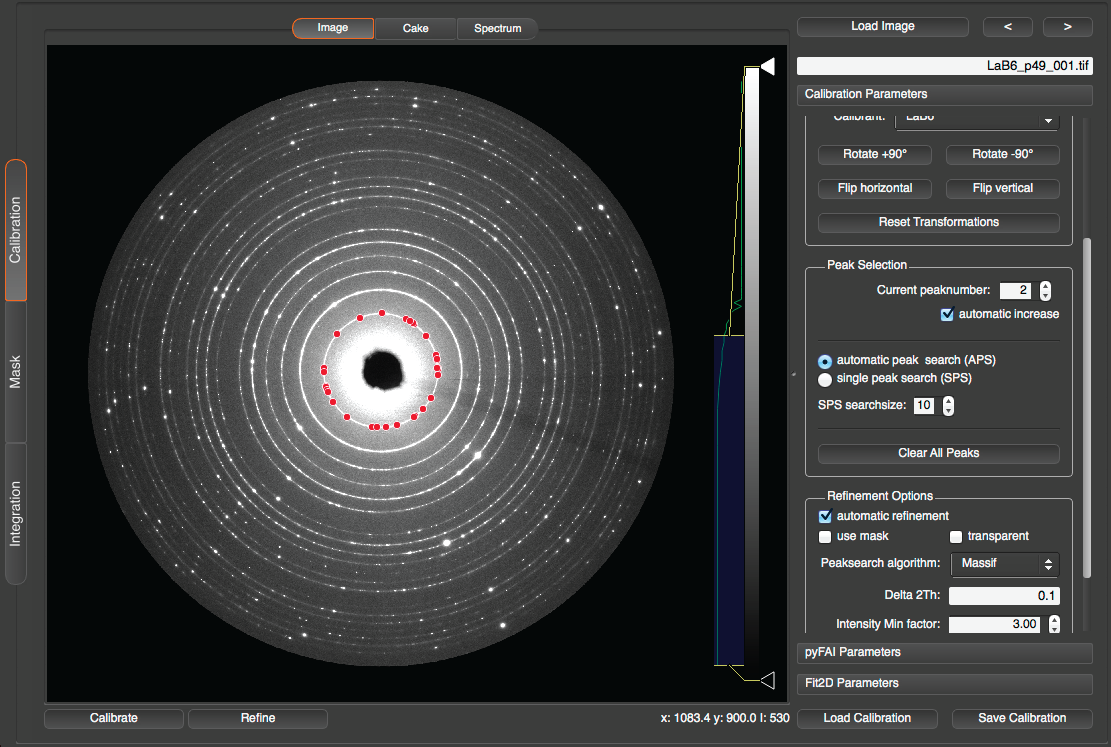 Image Cake Spectrum
Load Image < >
LaB6_p49_001.tif
Calibration Parameters
Calibrant: LaB6
Rotate +90° Rotate -90°
Flip horizontal Flip vertical
Reset Transformations
Peak Selection
Current peaknumber: 2
automatic increase
automatic peak search (APS)
single peak search (SPS)
SPS searchsize: 10
Clear All Peaks
Refinement Options
automatic refinement
use mask transparent
Peaksearch algorithm: Massif
Delta 2Th: 0.1
Intensity Min factor: 3.00
pyFAI Parameters
Fit2D Parameters
Calibration
Mask
Integration
Calibrate Refine x: 1083.4 y: 900.0 I: 530 Load Calibration Save Calibration